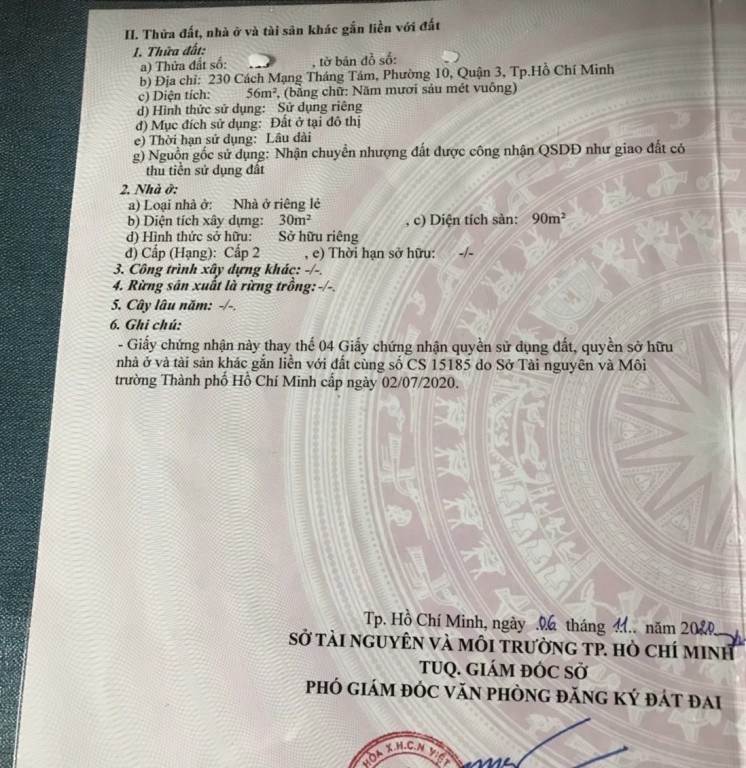 II. Thửa đất, nhà ở và tài sản khác gắn liền với đất
1. Thửa đất:
a) Thửa đất số: , tờ bản đồ số:
b) Địa chỉ: 230 Cách Mạng Tháng Tám, Phường 10, Quận 3, Tp.Hồ Chí Minh
c) Diện tích: 56m², (bằng chữ: Năm mươi sáu mét vuông)
d) Hình thức sử dụng: Sử dụng riêng
đ) Mục đích sử dụng: Đất ở tại đô thị
e) Thời hạn sử dụng: Lâu dài
g) Nguồn gốc sử dụng: Nhận chuyển nhượng đất được công nhận QSDĐ như giao đất có
thu tiền sử dụng đất
2. Nhà ở:
a) Loại nhà ở: Nhà ở riêng lẻ
b) Diện tích xây dựng: 30m² , c) Diện tích sàn: 90m²
d) Hình thức sở hữu: Sở hữu riêng
đ) Cấp (Hạng): Cấp 2 , e) Thời hạn sở hữu: -/-
3. Công trình xây dựng khác: -/-.
4. Rừng sản xuất là rừng trồng: -/-.
5. Cây lâu năm: -/-.
6. Ghi chú:
- Giấy chứng nhận này thay thế 04 Giấy chứng nhận quyền sử dụng đất, quyền sở hữu
nhà ở và tài sản khác gắn liền với đất cùng số CS 15185 do Sở Tài nguyên và Môi
trường Thành phố Hồ Chí Minh cấp ngày 02/07/2020.
Tp. Hồ Chí Minh, ngày 06 tháng 11.. năm 2020
SỞ TÀI NGUYÊN VÀ MÔI TRƯỜNG TP. HỒ CHÍ MINH
TUQ. GIÁM ĐỐC SỞ
PHÓ GIÁM ĐỐC VĂN PHÒNG ĐĂNG KÝ ĐẤT ĐAI
HÒA X.H.C.N VIỆT